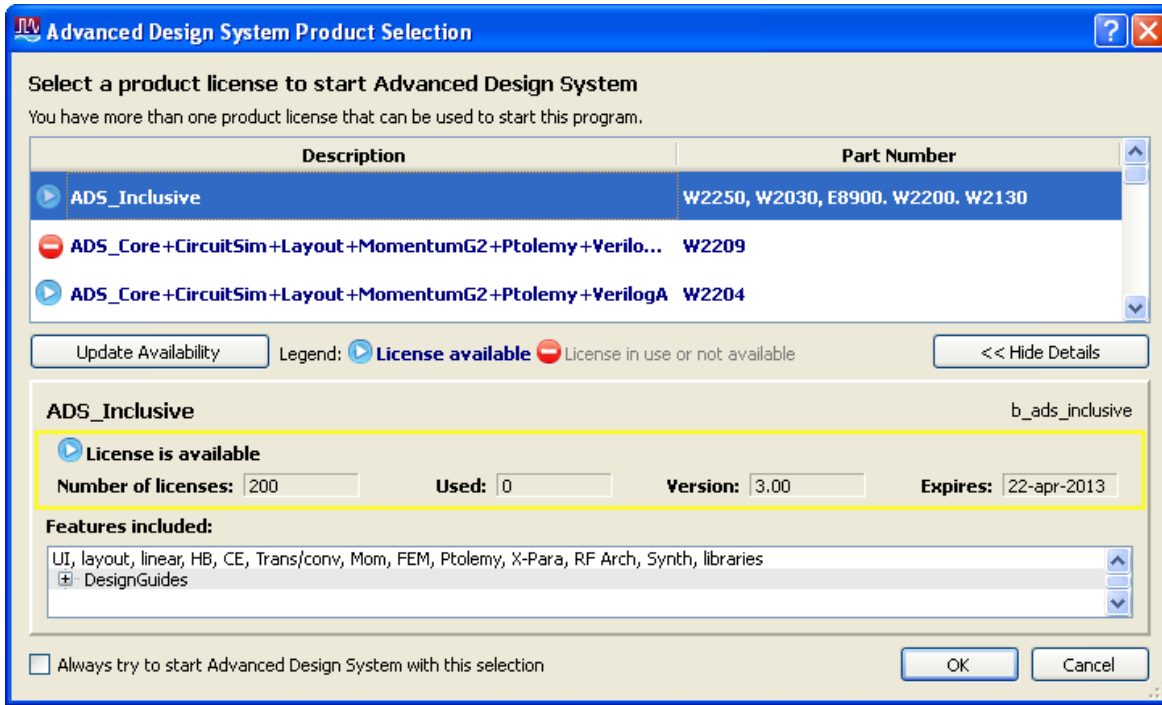 Advanced Design System Product Selection
Select a product license to start Advanced Design System
You have more than one product license that can be used to start this program.
Description Part Number
ADS_Inclusive W2250, W2030, E8900. W2200. W2130
ADS_Core+CircuitSim+Layout+MomentumG2+Ptolemy+Verilo... W2209
ADS_Core+CircuitSim+Layout+MomentumG2+Ptolemy+VerilogA W2204
Update Availability Legend: License available License in use or not available << Hide Details
ADS_Inclusive b_ads_inclusive
License is available
Number of licenses: 200 Used: 0 Version: 3.00 Expires: 22-apr-2013
Features included:
UI, layout, linear, HB, CE, Trans/conv, Mom, FEM, Ptolemy, X-Para, RF Arch, Synth, libraries
DesignGuides
Always try to start Advanced Design System with this selection OK Cancel